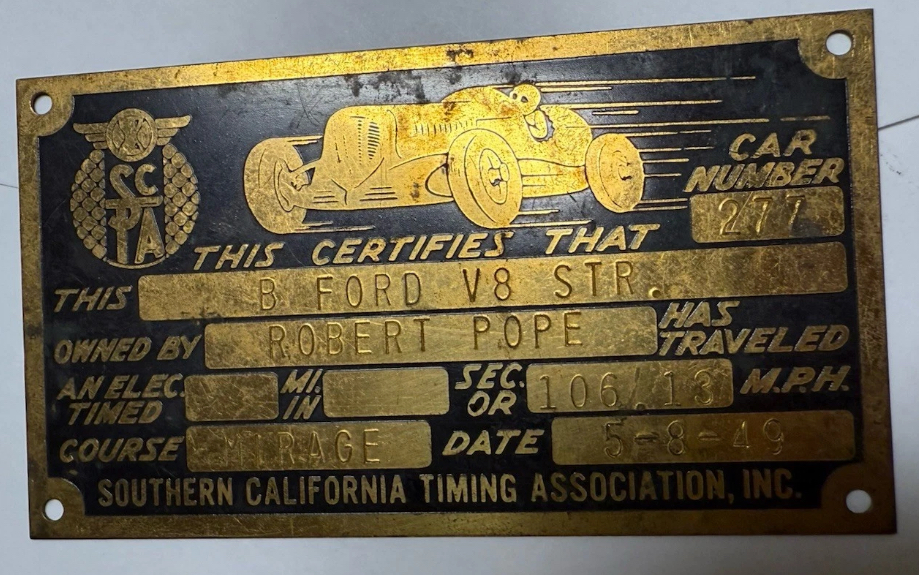 SC
TA
CAR
NUMBER
277
THIS CERTIFIES THAT
THIS B FORD V8 STR.
OWNED BY ROBERT POPE HAS TRAVELED
AN ELEC. TIMED MI. IN SEC. OR 106/.13 M.P.H.
COURSE MIRAGE DATE 5-8-49
SOUTHERN CALIFORNIA TIMING ASSOCIATION, INC.